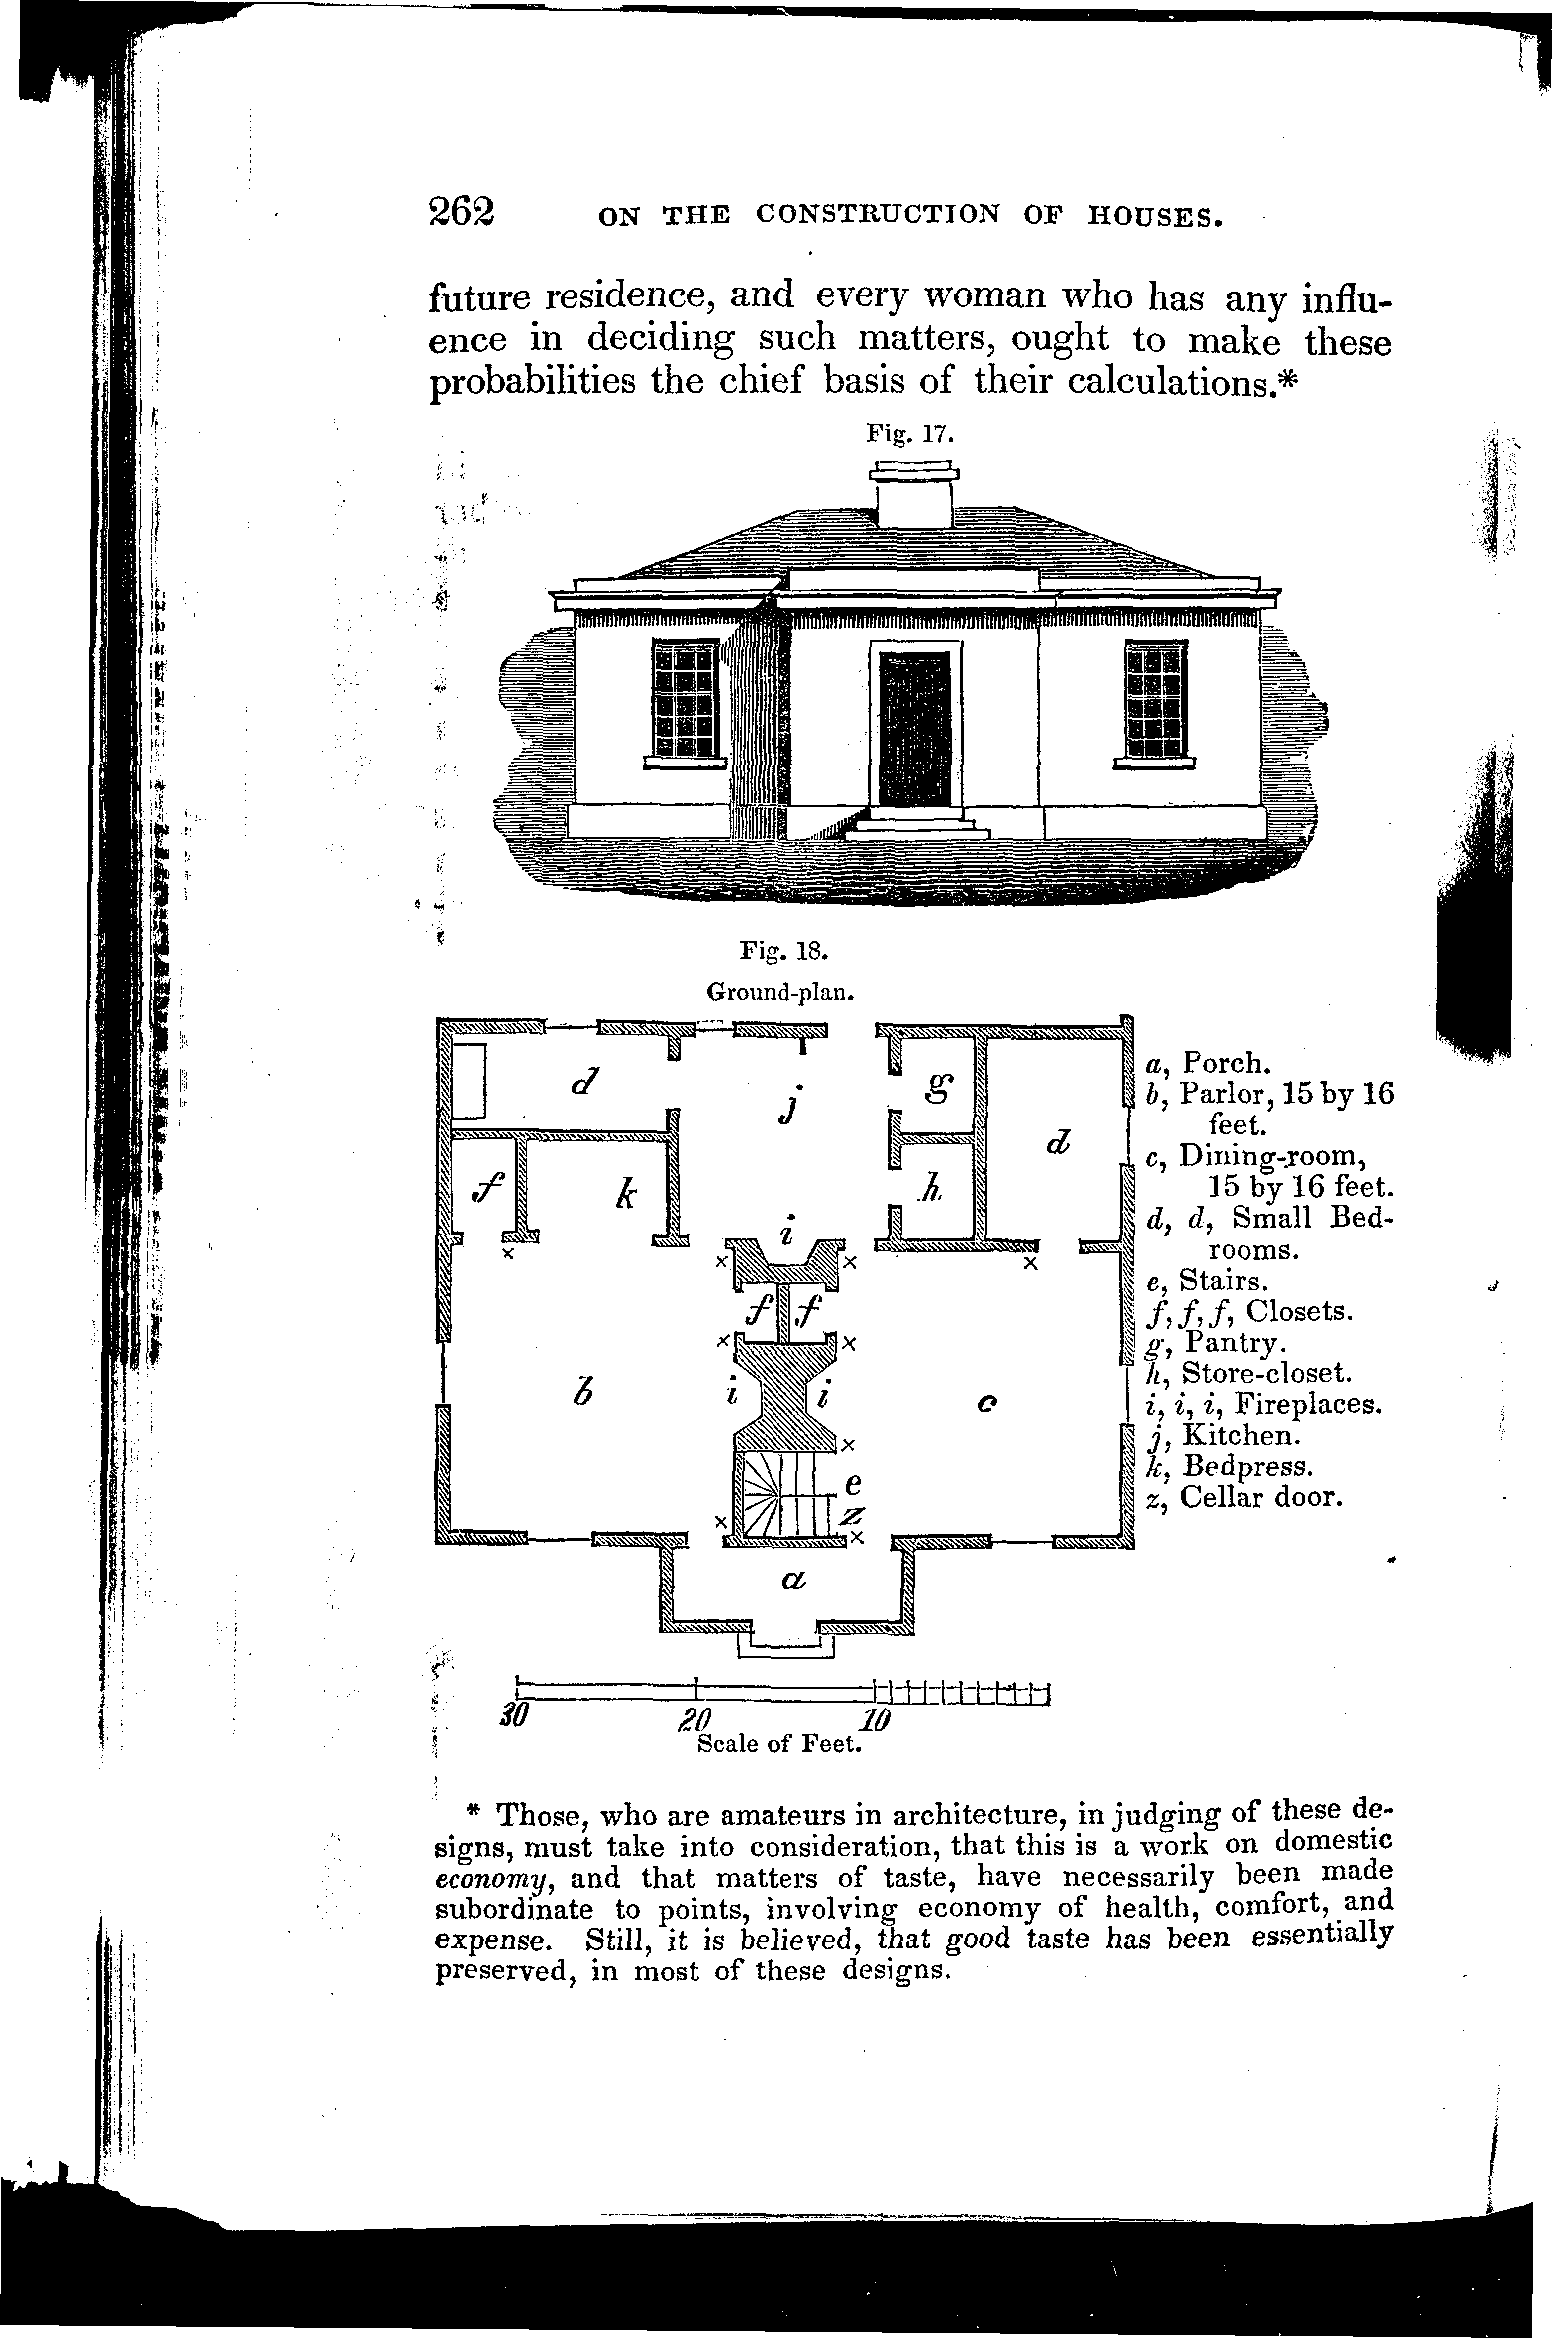 262 ON THE CONSTRUCTION OF HOUSES.
future residence, and every woman who has any influ-
ence in deciding such matters, ought to make these
probabilities the chief basis of their calculations.*
Fig. 17.
Fig. 18.
Ground-plan.
d
j
g
d
f
k
h
i
f f
b
i i
c
e
z
a
a, Porch.
b, Parlor, 15 by 16
feet.
c, Dining-room,
15 by 16 feet.
d, d, Small Bed-
rooms.
e, Stairs.
f, f, f, Closets.
g, Pantry.
h, Store-closet.
i, i, i, Fireplaces.
j, Kitchen.
k, Bedpress.
z, Cellar door.
30 20 10
Scale of Feet.
* Those, who are amateurs in architecture, in judging of these de-
signs, must take into consideration, that this is a work on domestic
economy, and that matters of taste, have necessarily been made
subordinate to points, involving economy of health, comfort, and
expense. Still, it is believed, that good taste has been essentially
preserved, in most of these designs.